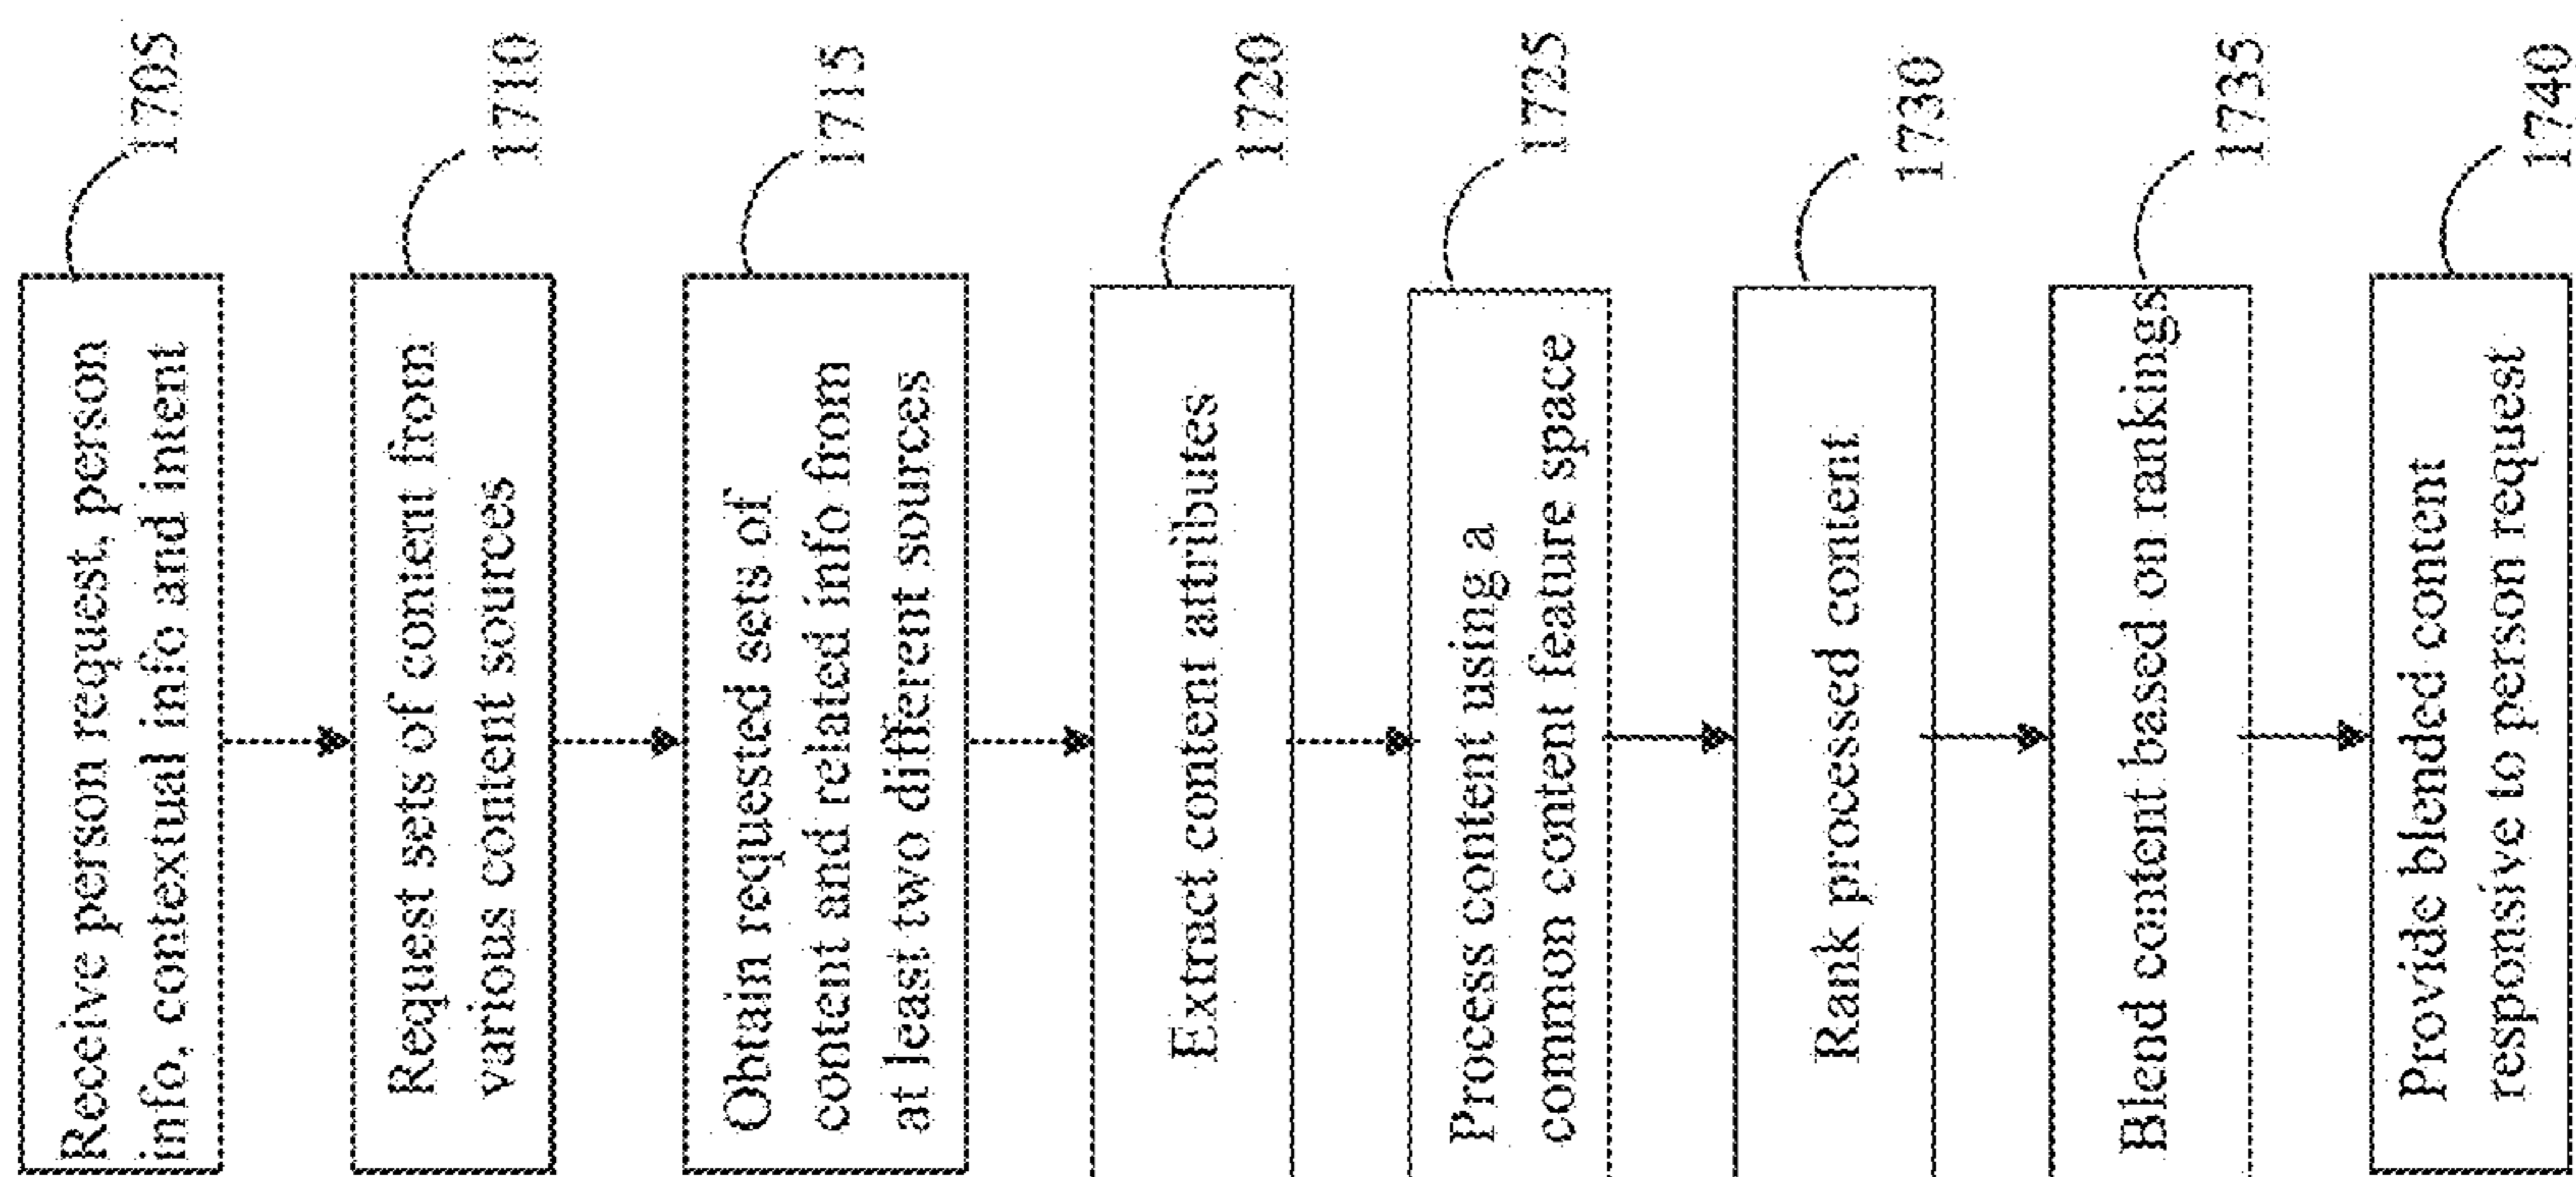 Receive person request, person
info, contextual info and intent
1705
Request sets of content from
various content sources
1710
Obtain requested sets of
content and related info from
at least two different sources
1715
Extract content attributes
1720
Process content using a
common content feature space
1725
Rank processed content
1730
Blend content based on rankings
1735
Provide blended content
responsive to person request
1740